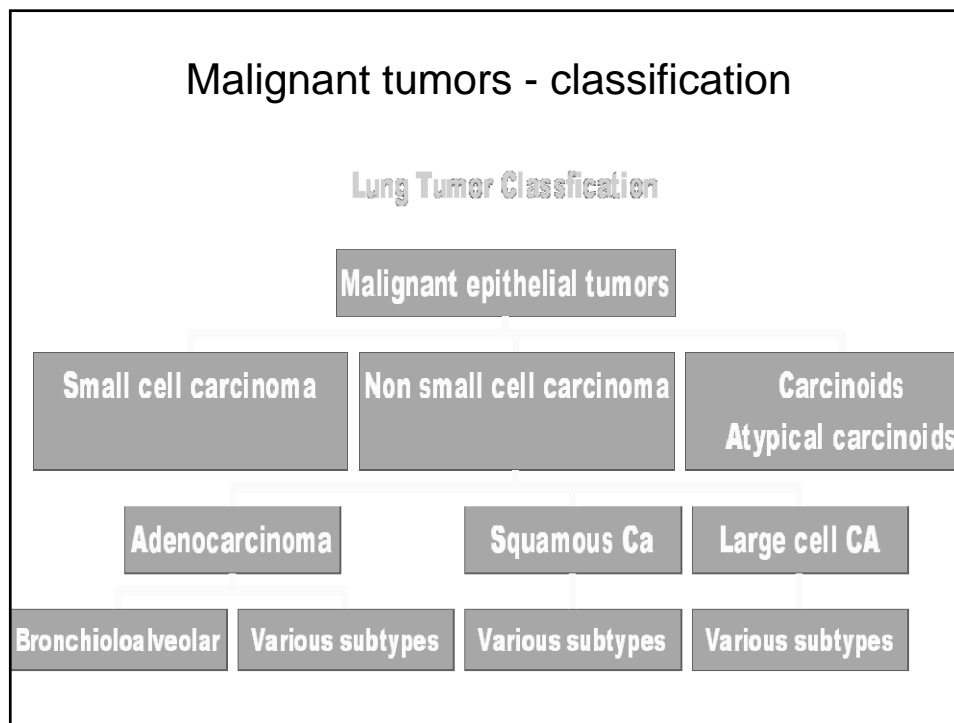 Malignant tumors - classification
Lung Tumor Classfication
Malignant epithelial tumors
Small cell carcinoma
Non small cell carcinoma
Carcinoids
Atypical carcinoids
Adenocarcinoma
Squamous Ca
Large cell CA
Bronchioloalveolar
Various subtypes
Various subtypes
Various subtypes